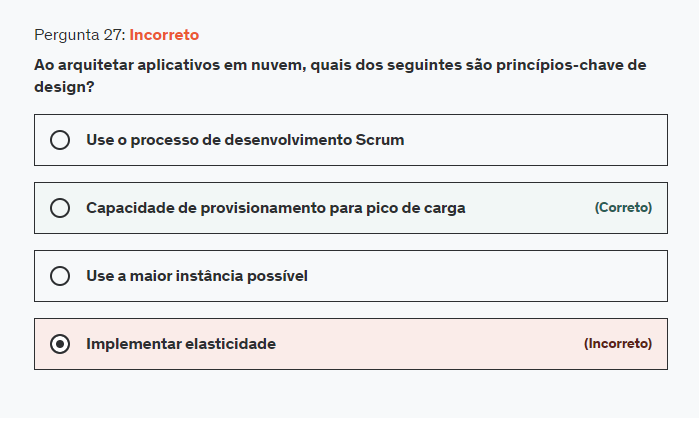 Pergunta 27: Incorreto
Ao arquitetar aplicativos em nuvem, quais dos seguintes são princípios-chave de
design?
Use o processo de desenvolvimento Scrum
Capacidade de provisionamento para pico de carga (Correto)
Use a maior instância possível
Implementar elasticidade (Incorreto)